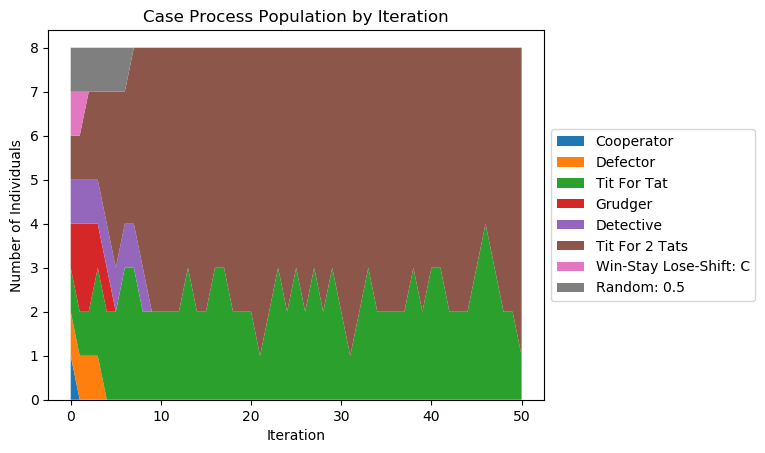 Case Process Population by Iteration
Number of Individuals
8
7
6
5
4
3
2
1
0
0 10 20 30 40 50
Iteration
Cooperator
Defector
Tit For Tat
Grudger
Detective
Tit For 2 Tats
Win-Stay Lose-Shift: C
Random: 0.5